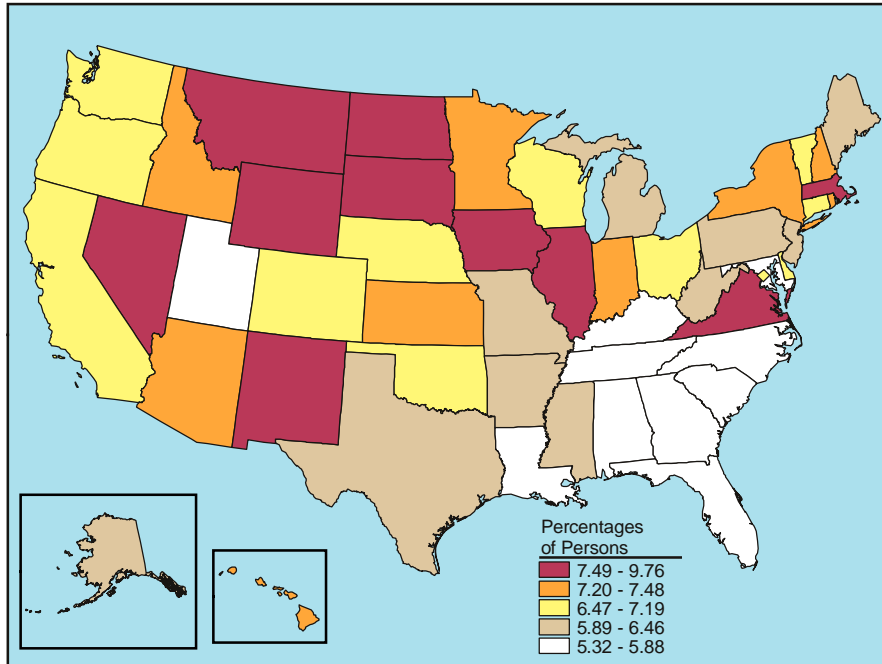 Percentages
of Persons
7.49 - 9.76
7.20 - 7.48
6.47 - 7.19
5.89 - 6.46
5.32 - 5.88